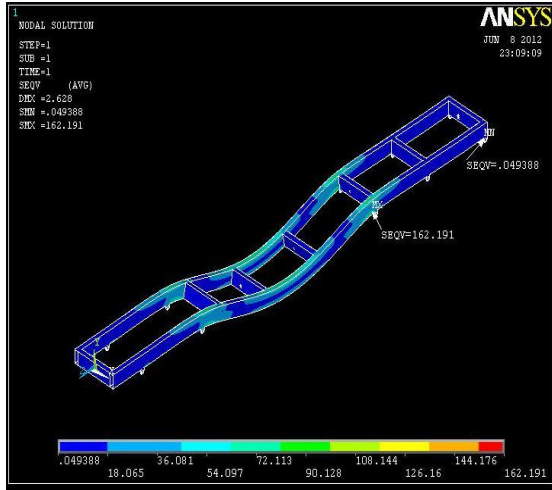 1
NODAL SOLUTION
STEP=1
SUB =1
TIME=1
SEQV (AVG)
DMX =2.628
SMN =.049388
SMX =162.191
ANSYS
JUN 8 2012
23:09:09
MN
SEQV=.049388
MX
SEQV=162.191
Y
.049388 36.081 72.113 108.144 144.176
18.065 54.097 90.128 126.16 162.191